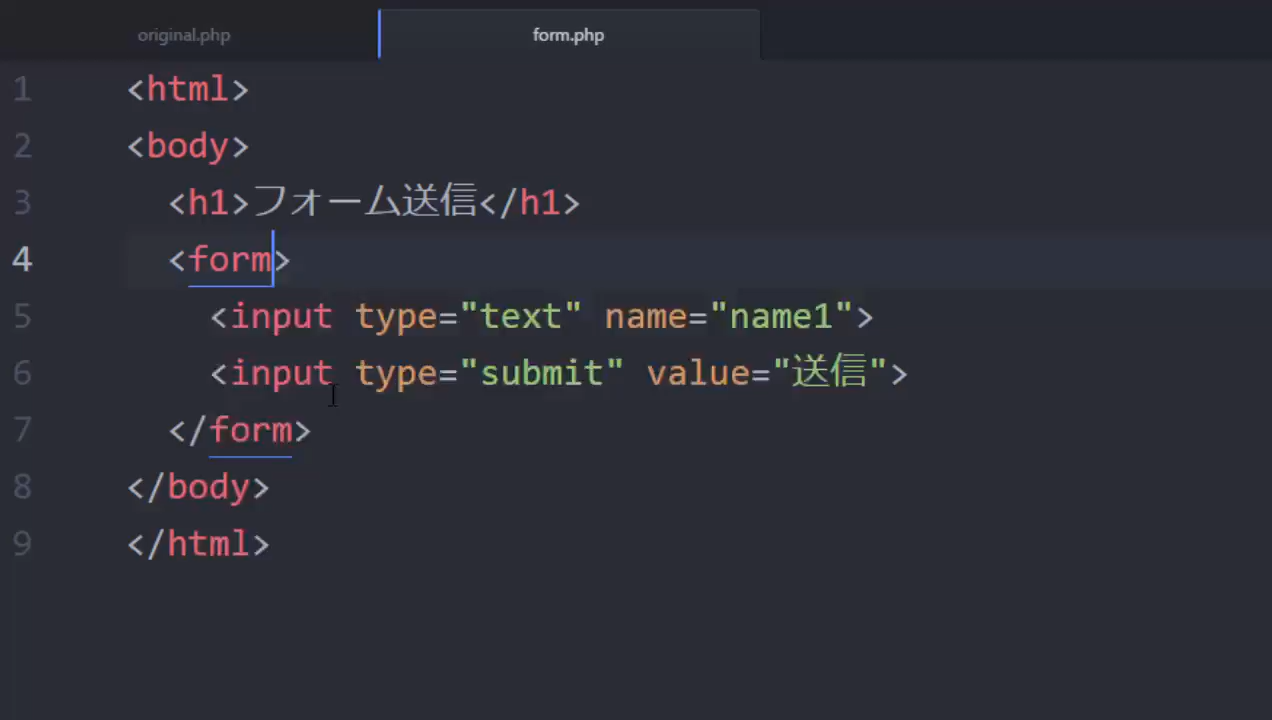 original.php
form.php
1 <html>
2 <body>
3 <h1>フォーム送信</h1>
4 <form>
5 <input type="text" name="name1">
6 <input type="submit" value="送信">
7 </form>
8 </body>
9 </html>